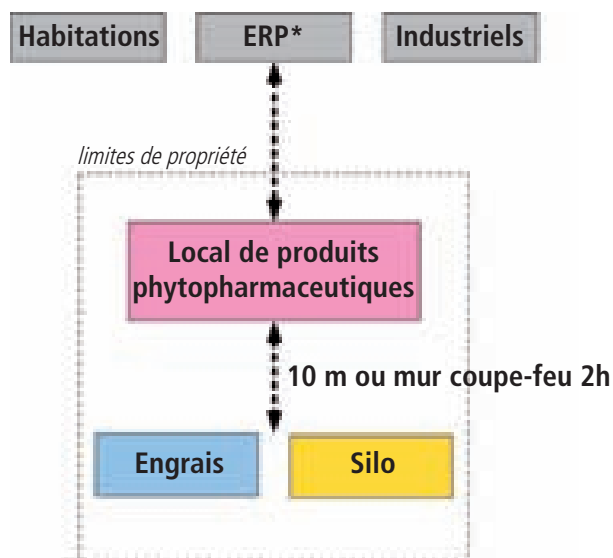 Habitations ERP* Industriels
limites de propriété
Local de produits
phytopharmaceutiques
10 m ou mur coupe-feu 2h
Engrais Silo